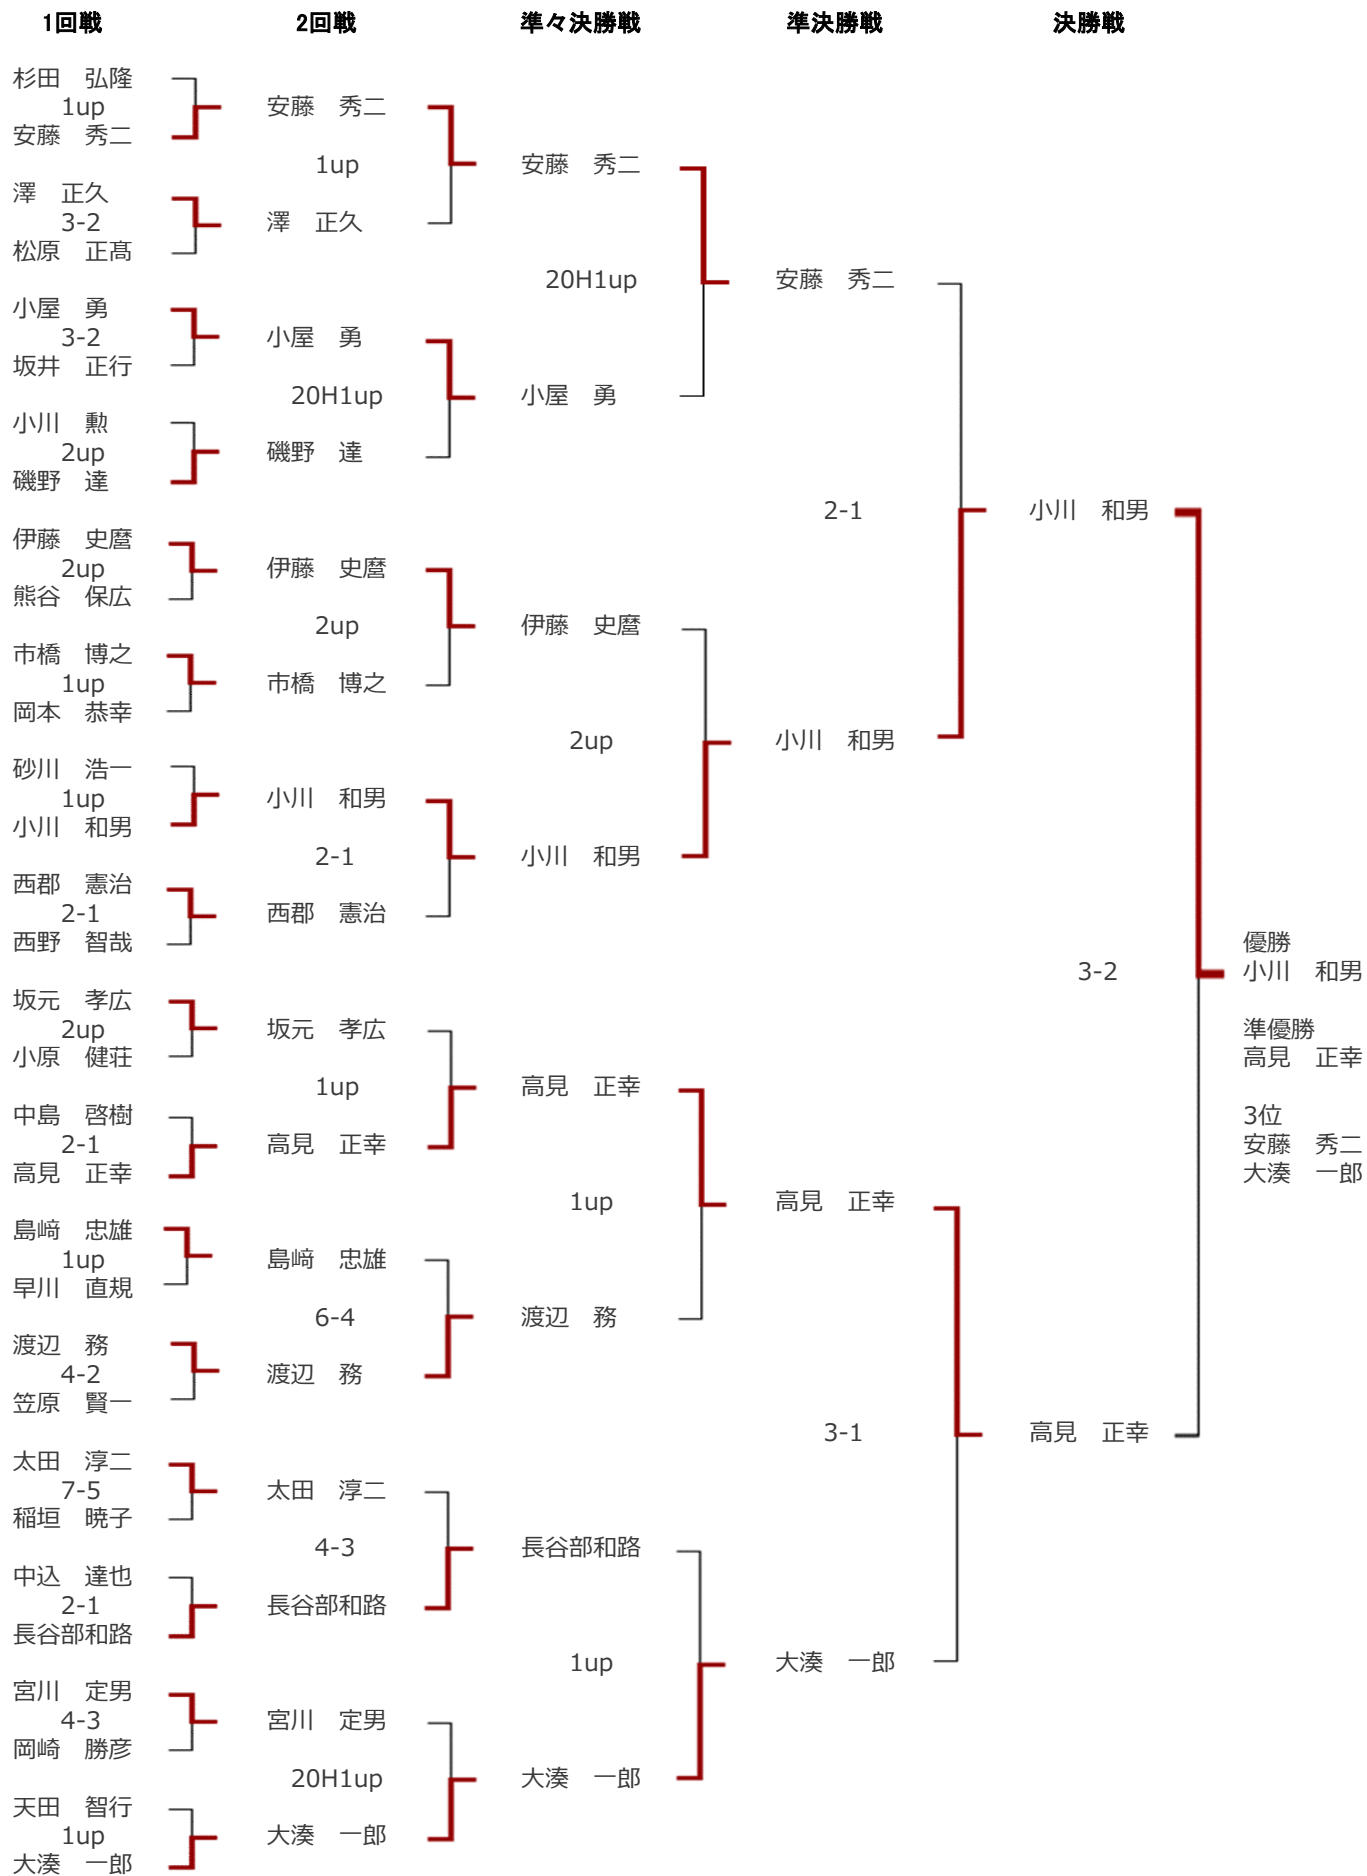 1回戦
2回戦
準々決勝戦
準決勝戦
決勝戦
杉田　弘隆
1up
安藤　秀二
澤　正久
3-2
松原　正髙
小屋　勇
3-2
坂井　正行
小川　勲
2up
磯野　達
伊藤　史麿
2up
熊谷　保広
市橋　博之
1up
岡本　恭幸
砂川　浩一
1up
小川　和男
西郡　憲治
2-1
西野　智哉
坂元　孝広
2up
小原　健荘
中島　啓樹
2-1
高見　正幸
島﨑　忠雄
1up
早川　直規
渡辺　務
4-2
笠原　賢一
太田　淳二
7-5
稲垣　暁子
中込　達也
2-1
長谷部和路
宮川　定男
4-3
岡崎　勝彦
天田　智行
1up
大湊　一郎
安藤　秀二
1up
澤　正久
小屋　勇
20H1up
磯野　達
伊藤　史麿
2up
市橋　博之
小川　和男
2-1
西郡　憲治
坂元　孝広
1up
高見　正幸
島﨑　忠雄
6-4
渡辺　務
太田　淳二
4-3
長谷部和路
宮川　定男
20H1up
大湊　一郎
安藤　秀二
20H1up
小屋　勇
伊藤　史麿
2up
小川　和男
高見　正幸
1up
渡辺　務
長谷部和路
1up
大湊　一郎
安藤　秀二
2-1
小川　和男
高見　正幸
3-1
大湊　一郎
小川　和男
3-2
高見　正幸
優勝
小川　和男
準優勝
高見　正幸
3位
安藤　秀二
大湊　一郎